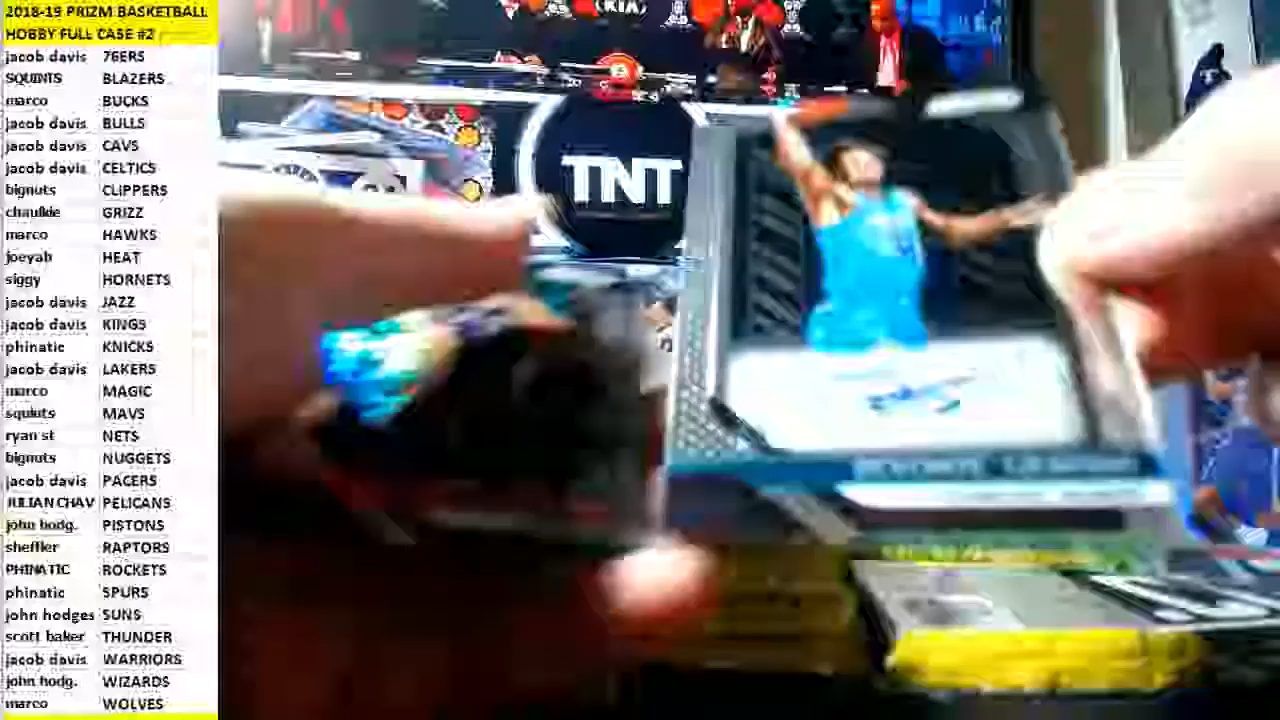 2018-19 PRIZM BASKETBALL
HOBBY FULL CASE #2
jacob davis 76ERS
SQUINTS BLAZERS
marco BUCKS
jacob davis BULLS
jacob davis CAVS
jacob davis CELTICS
bignuts CLIPPERS
chaulkie GRIZZ
marco HAWKS
joeyah HEAT
siggy HORNETS
jacob davis JAZZ
jacob davis KINGS
phinatic KNICKS
jacob davis LAKERS
marco MAGIC
squints MAVS
ryan st NETS
bignuts NUGGETS
jacob davis PACERS
JULIAN CHAV PELICANS
john hodg. PISTONS
sheffler RAPTORS
PHINATIC ROCKETS
phinatic SPURS
john hodges SUNS
scott baker THUNDER
jacob davis WARRIORS
john hodg. WIZARDS
marco WOLVES
(KIA)
TNT